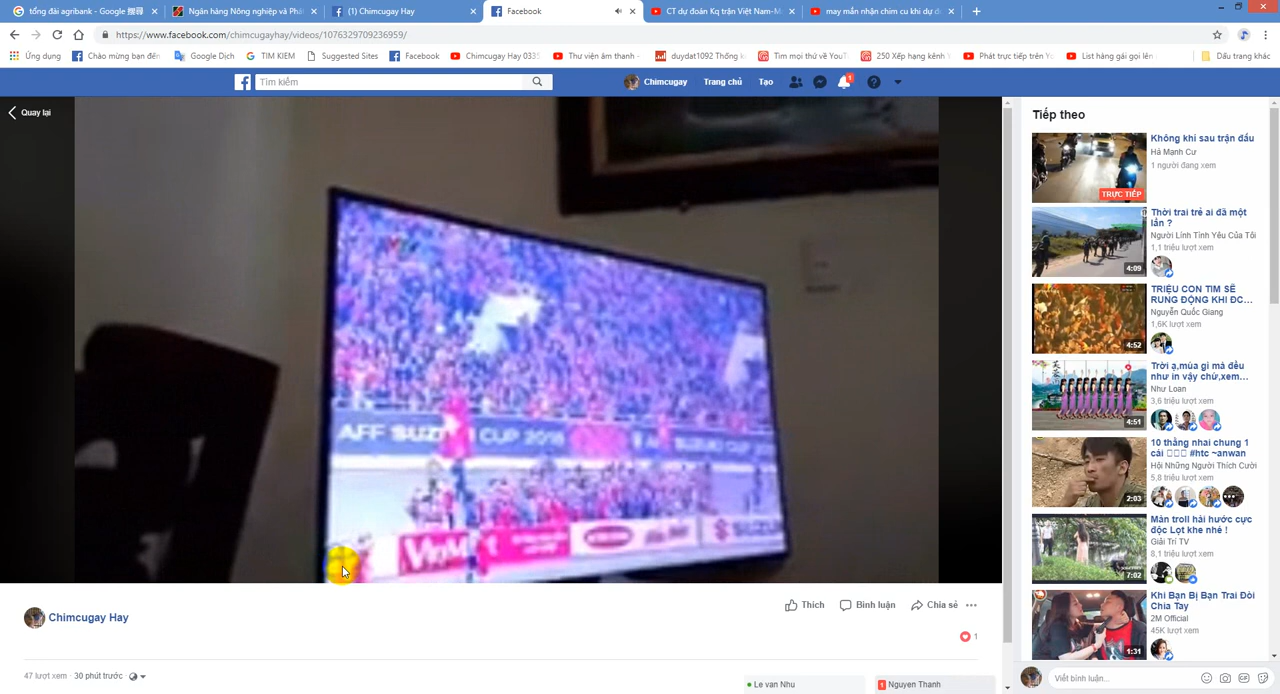 tổng đài agribank - Google 搜尋
Ngân hàng Nông nghiệp và Phá
(1) Chimcugay Hay
Facebook
CT dự đoán Kq trận Việt Nam-M
may mắn nhận chim cu khi dự đ
https://www.facebook.com/chimcugayhay/videos/1076329709236959/
Ứng dụng
Chào mừng bạn đến
Google Dịch
TIM KIEM
Suggested Sites
Facebook
Chimcugay Hay 0335
Thư viện âm thanh -
duydat1092 Thống k
Tìm mọi thứ về YouT
250 Xếp hạng kênh Y
Phát trực tiếp trên Yo
List hàng gái gọi lên
Dấu trang khác
Tìm kiếm
Chimcugay
Trang chủ
Tạo
1
Quay lại
AFF SUZUKI CUP 2018
AFF SUZUKI CUP
SUZU
Tiếp theo
Không khí sau trận đấu
Hà Mạnh Cư
1 người đang xem
TRỰC TIẾP
Thời trai trẻ ai đã một
lần ?
Người Lính Tình Yêu Của Tôi
1,1 triệu lượt xem
4:09
TRIỆU CON TIM SẼ
RUNG ĐỘNG KHI ĐC...
Nguyễn Quốc Giang
1,6K lượt xem
4:52
Trời ạ,múa gì mà đều
như in vậy chứ,xem...
Như Loan
3,6 triệu lượt xem
4:51
10 thằng nhai chung 1
cái □□□ #htc ~anwan
Hội Những Người Thích Cười
5,8 triệu lượt xem
2:03
Màn troll hài hước cực
độc Lọt khe nhé !
Giải Trí TV
8,1 triệu lượt xem
7:02
Khi Bạn Bị Bạn Trai Đòi
Chia Tay
2M Official
45K lượt xem
1:31
Chimcugay Hay
Thích
Bình luận
Chia sẻ
1
47 lượt xem · 30 phút trước
Le van Nhu
1 Nguyen Thanh
Viết bình luận...